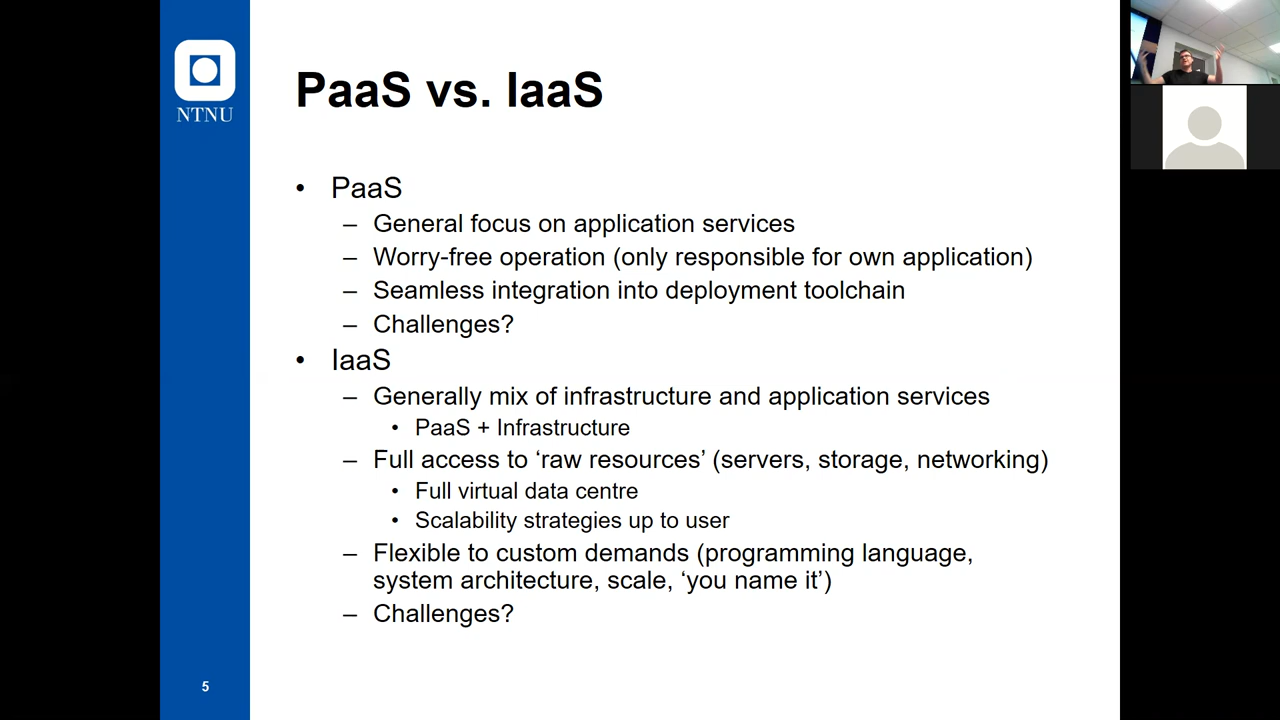 NTNU
PaaS vs. IaaS
• PaaS
– General focus on application services
– Worry-free operation (only responsible for own application)
– Seamless integration into deployment toolchain
– Challenges?
• IaaS
– Generally mix of infrastructure and application services
• PaaS + Infrastructure
– Full access to ‘raw resources’ (servers, storage, networking)
• Full virtual data centre
• Scalability strategies up to user
– Flexible to custom demands (programming language,
system architecture, scale, ‘you name it’)
– Challenges?
5